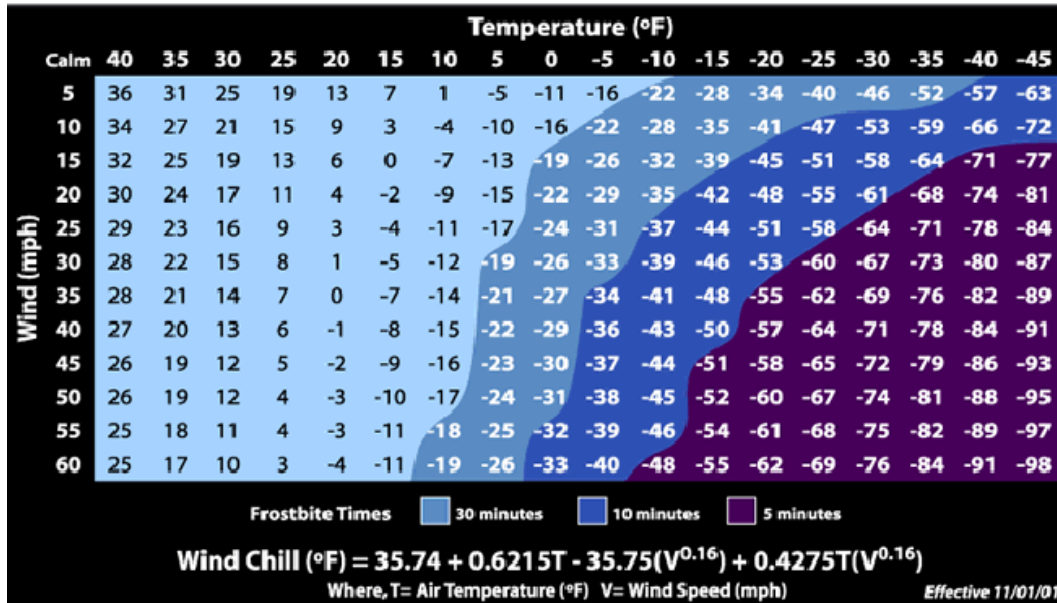 Temperature (ºF)
Calm 40 35 30 25 20 15 10 5 0 -5 -10 -15 -20 -25 -30 -35 -40 -45
5 36 31 25 19 13 7 1 -5 -11 -16 -22 -28 -34 -40 -46 -52 -57 -63
10 34 27 21 15 9 3 -4 -10 -16 -22 -28 -35 -41 -47 -53 -59 -66 -72
15 32 25 19 13 6 0 -7 -13 -19 -26 -32 -39 -45 -51 -58 -64 -71 -77
20 30 24 17 11 4 -2 -9 -15 -22 -29 -35 -42 -48 -55 -61 -68 -74 -81
25 29 23 16 9 3 -4 -11 -17 -24 -31 -37 -44 -51 -58 -64 -71 -78 -84
30 28 22 15 8 1 -5 -12 -19 -26 -33 -39 -46 -53 -60 -67 -73 -80 -87
35 28 21 14 7 0 -7 -14 -21 -27 -34 -41 -48 -55 -62 -69 -76 -82 -89
40 27 20 13 6 -1 -8 -15 -22 -29 -36 -43 -50 -57 -64 -71 -78 -84 -91
45 26 19 12 5 -2 -9 -16 -23 -30 -37 -44 -51 -58 -65 -72 -79 -86 -93
50 26 19 12 4 -3 -10 -17 -24 -31 -38 -45 -52 -60 -67 -74 -81 -88 -95
55 25 18 11 4 -3 -11 -18 -25 -32 -39 -46 -54 -61 -68 -75 -82 -89 -97
60 25 17 10 3 -4 -11 -19 -26 -33 -40 -48 -55 -62 -69 -76 -84 -91 -98
Wind (mph)
Frostbite Times 30 minutes 10 minutes 5 minutes
Wind Chill (ºF) = 35.74 + 0.6215T - 35.75(V^0.16) + 0.4275T(V^0.16)
Where, T= Air Temperature (ºF) V= Wind Speed (mph)
Effective 11/01/01